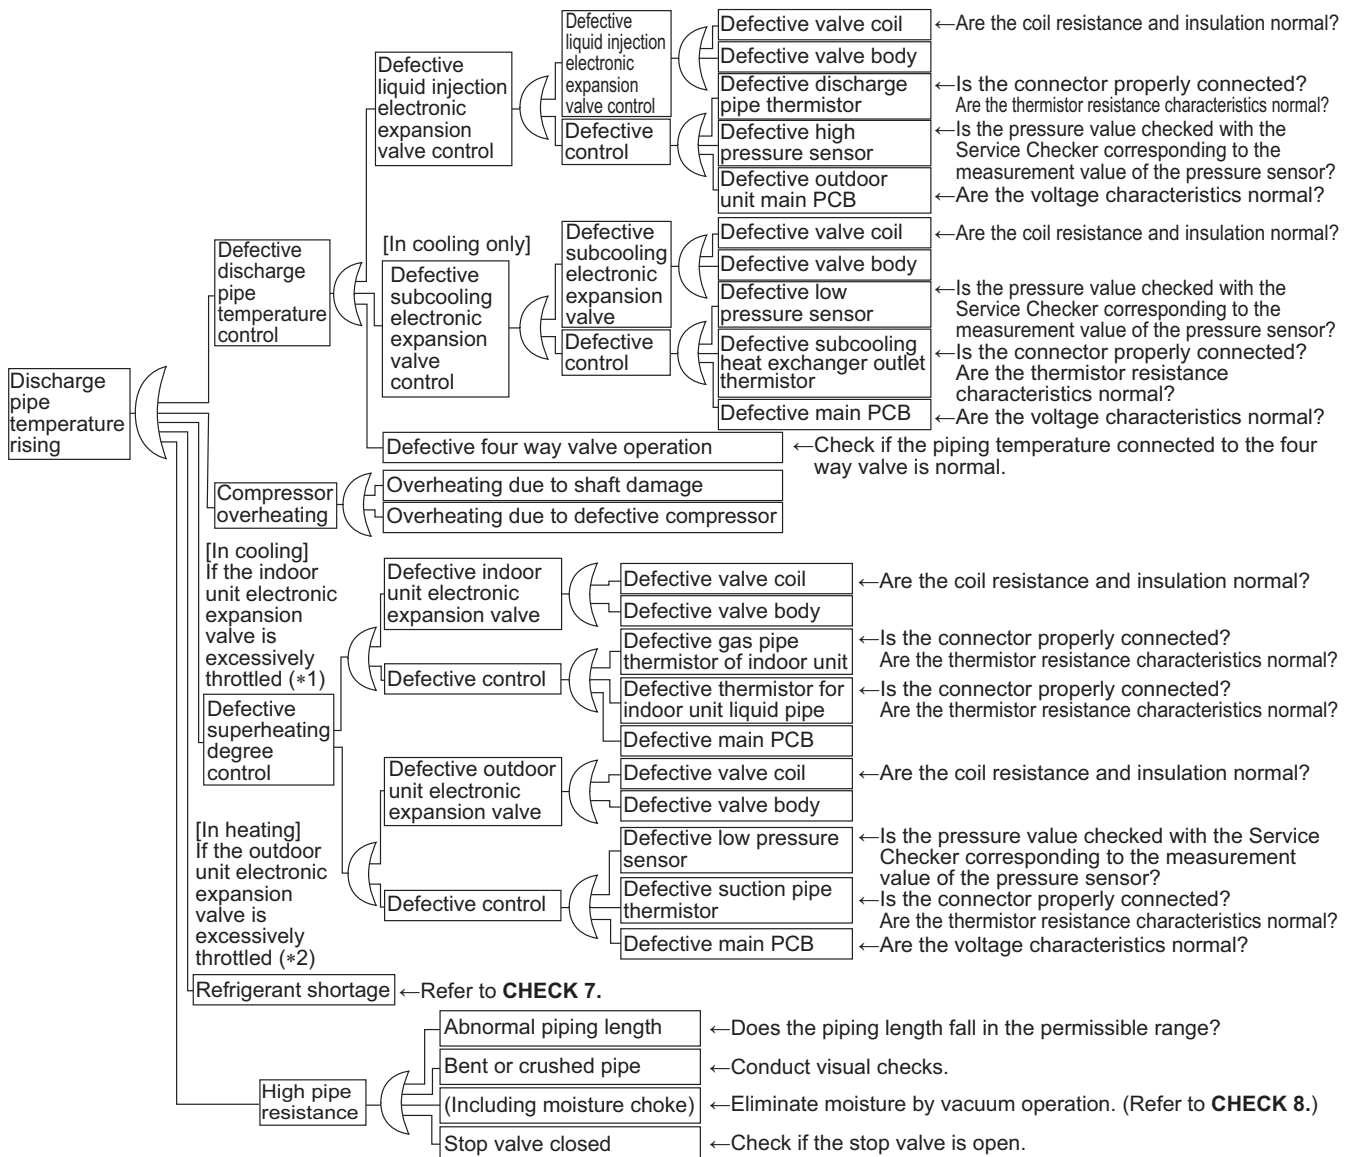 Defective
liquid injection
electronic
expansion
valve control
Defective valve coil
←Are the coil resistance and insulation normal?
Defective valve body
Defective
liquid injection
electronic
expansion
valve control
Defective discharge
pipe thermistor
←Is the connector properly connected?
Are the thermistor resistance characteristics normal?
Defective
control
Defective high
pressure sensor
←Is the pressure value checked with the
Service Checker corresponding to the
measurement value of the pressure sensor?
Defective outdoor
unit main PCB
←Are the voltage characteristics normal?
Defective
discharge
pipe
temperature
control
[In cooling only]
Defective
subcooling
electronic
expansion
valve
control
Defective
subcooling
electronic
expansion
valve
Defective valve coil
←Are the coil resistance and insulation normal?
Defective valve body
Defective
control
Defective low
pressure sensor
←Is the pressure value checked with the
Service Checker corresponding to the
measurement value of the pressure sensor?
Defective subcooling
heat exchanger outlet
thermistor
←Is the connector properly connected?
Are the thermistor resistance
characteristics normal?
Defective main PCB
←Are the voltage characteristics normal?
Discharge
pipe
temperature
rising
Defective four way valve operation
←Check if the piping temperature connected to the four
way valve is normal.
Compressor
overheating
Overheating due to shaft damage
Overheating due to defective compressor
[In cooling]
If the indoor
unit electronic
expansion
valve is
excessively
throttled (*1)
Defective indoor
unit electronic
expansion valve
Defective valve coil
←Are the coil resistance and insulation normal?
Defective valve body
Defective control
Defective gas pipe
thermistor of indoor unit
←Is the connector properly connected?
Are the thermistor resistance characteristics normal?
Defective thermistor for
indoor unit liquid pipe
←Is the connector properly connected?
Are the thermistor resistance characteristics normal?
Defective main PCB
Defective
superheating
degree
control
Defective outdoor
unit electronic
expansion valve
Defective valve coil
←Are the coil resistance and insulation normal?
Defective valve body
[In heating]
If the outdoor
unit electronic
expansion
valve is
excessively
throttled (*2)
Defective control
Defective low pressure
sensor
←Is the pressure value checked with the Service
Checker corresponding to the measurement
value of the pressure sensor?
Defective suction pipe
thermistor
←Is the connector properly connected?
Are the thermistor resistance characteristics normal?
Defective main PCB
←Are the voltage characteristics normal?
Refrigerant shortage
←Refer to CHECK 7.
High pipe
resistance
Abnormal piping length
←Does the piping length fall in the permissible range?
Bent or crushed pipe
←Conduct visual checks.
(Including moisture choke)
←Eliminate moisture by vacuum operation. (Refer to CHECK 8.)
Stop valve closed
←Check if the stop valve is open.